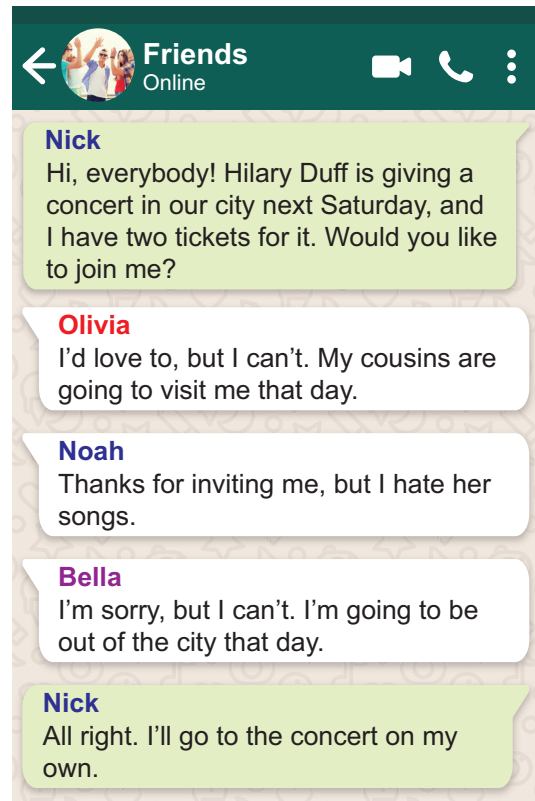 Friends
Online
Nick
Hi, everybody! Hilary Duff is giving a
concert in our city next Saturday, and
I have two tickets for it. Would you like
to join me?
Olivia
I'd love to, but I can't. My cousins are
going to visit me that day.
Noah
Thanks for inviting me, but I hate her
songs.
Bella
I'm sorry, but I can't. I'm going to be
out of the city that day.
Nick
All right. I'll go to the concert on my
own.